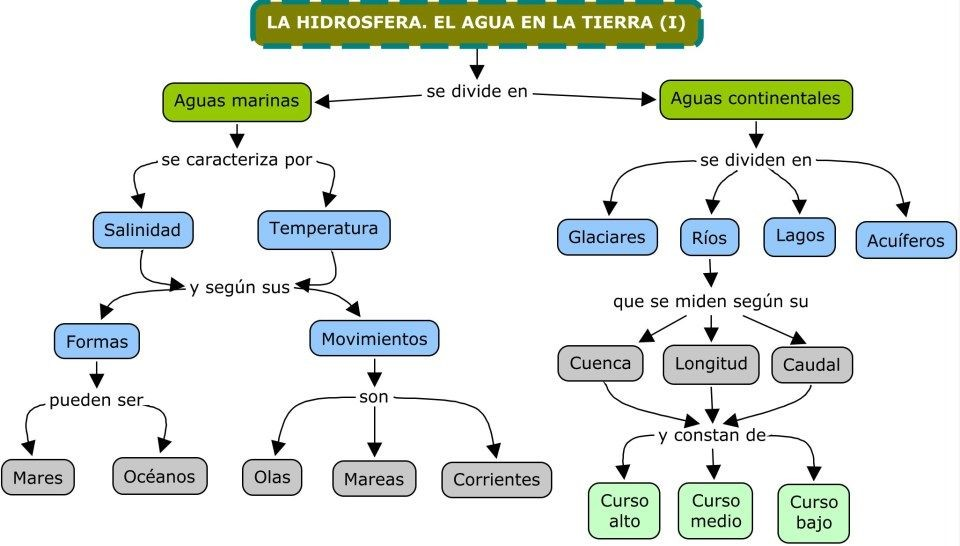 LA HIDROSFERA. EL AGUA EN LA TIERRA (I)
se divide en
Aguas marinas
Aguas continentales
se caracteriza por
se dividen en
Salinidad
Temperatura
Glaciares
Ríos
Lagos
Acuíferos
y según sus
que se miden según su
Formas
Movimientos
Cuenca
Longitud
Caudal
pueden ser
son
y constan de
Mares
Océanos
Olas
Mareas
Corrientes
Curso
alto
Curso
medio
Curso
bajo